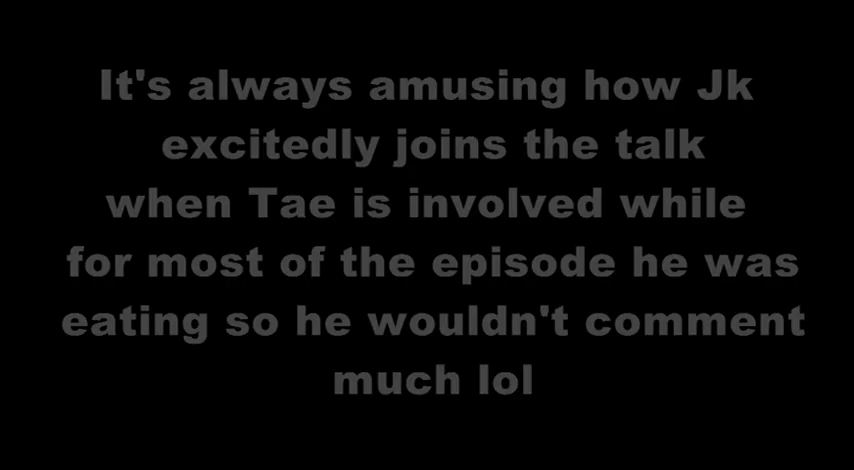 It's always amusing how Jk
excitedly joins the talk
when Tae is involved while
for most of the episode he was
eating so he wouldn't comment
much lol